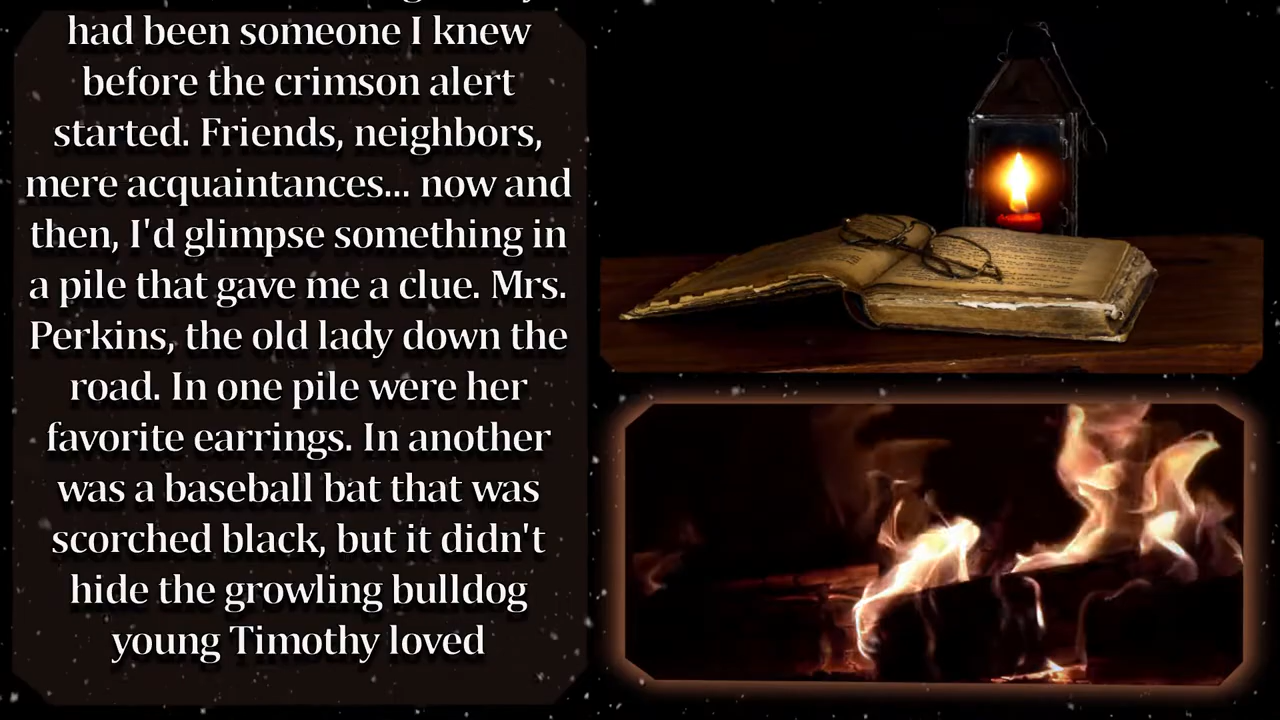 had been someone I knew
before the crimson alert
started. Friends, neighbors,
mere acquaintances... now and
then, I'd glimpse something in
a pile that gave me a clue. Mrs.
Perkins, the old lady down the
road. In one pile were her
favorite earrings. In another
was a baseball bat that was
scorched black, but it didn't
hide the growling bulldog
young Timothy loved